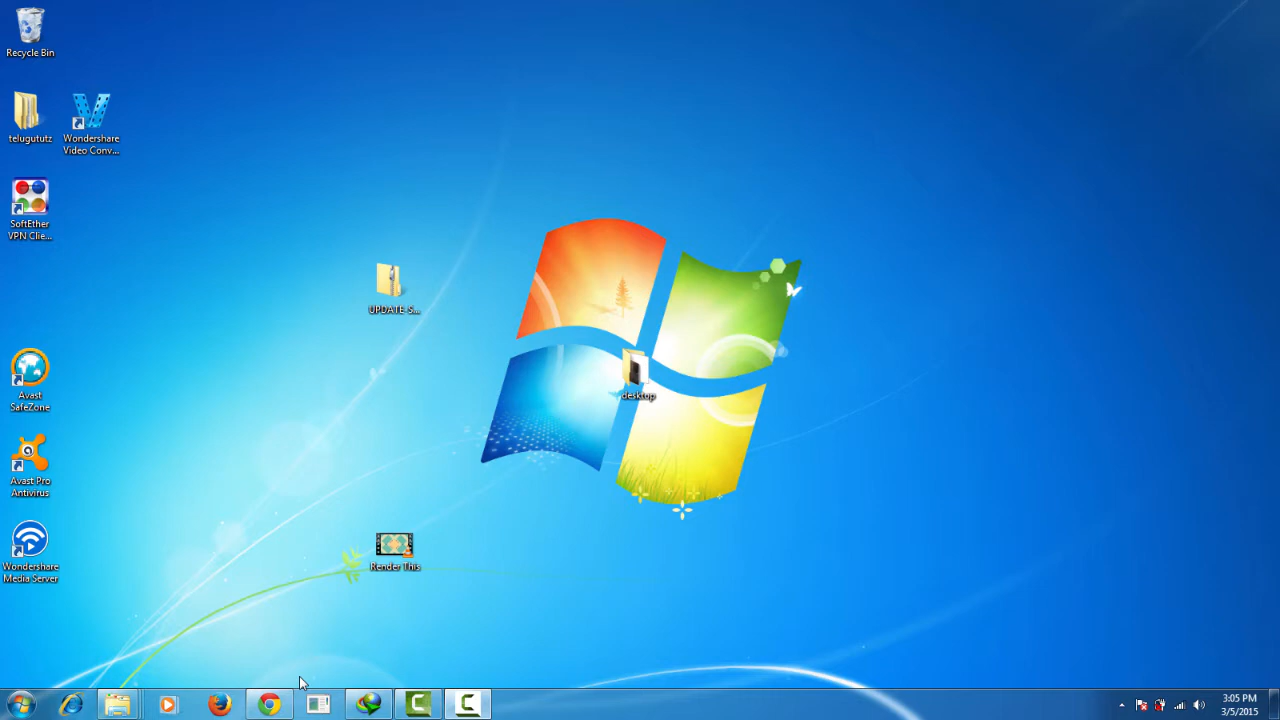 Recycle Bin
telugututz
Wondershare
Video Conv...
SoftEther
VPN Clie...
UPDATE_S...
desktop
Avast
SafeZone
Avast Pro
Antivirus
Wondershare
Media Server
Render This
3:05 PM
3/5/2015